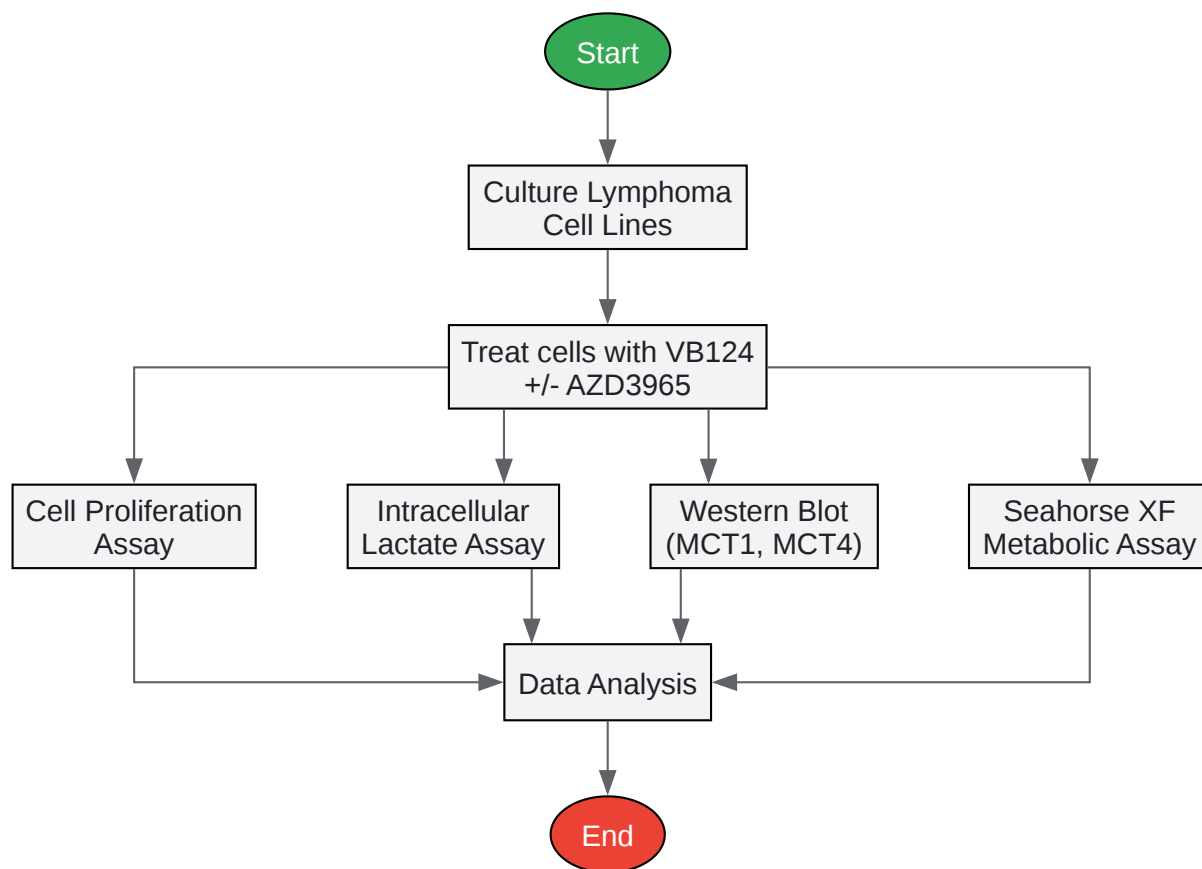 Start
Culture Lymphoma
Cell Lines
Treat cells with VB124
+/- AZD3965
Cell Proliferation
Assay
Intracellular
Lactate Assay
Western Blot
(MCT1, MCT4)
Seahorse XF
Metabolic Assay
Data Analysis
End